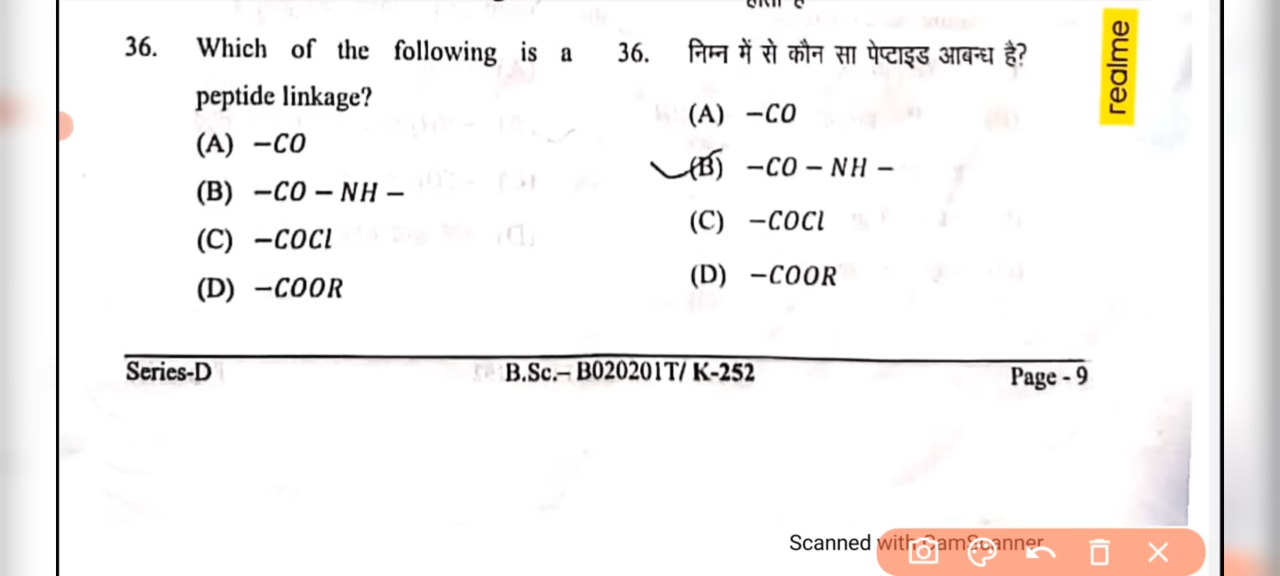 36. Which of the following is a
peptide linkage?
(A) –CO
(B) –CO – NH –
(C) –COCl
(D) –COOR
36. निम्न में से कौन सा पेप्टाइड आबन्ध है?
(A) –CO
(B) –CO – NH –
(C) –COCl
(D) –COOR
realme
Series-D B.Sc.– B020201T/ K-252 Page - 9
Scanned with CamScanner